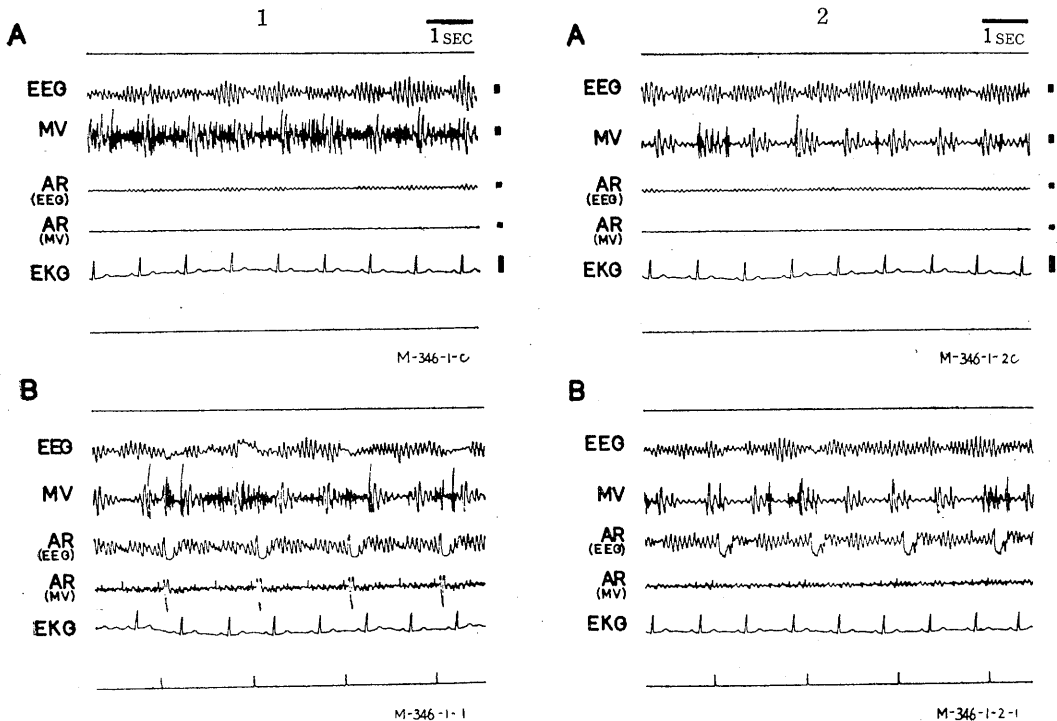 1
A
1 SEC
EEG
MV
AR
(EEG)
AR
(MV)
EKG
M-346-1-C
2
A
1 SEC
EEG
MV
AR
(EEG)
AR
(MV)
EKG
M-346-1-2C
B
EEG
MV
AR
(EEG)
AR
(MV)
EKG
M-346-1-1
B
EEG
MV
AR
(EEG)
AR
(MV)
EKG
M-346-1-2-1